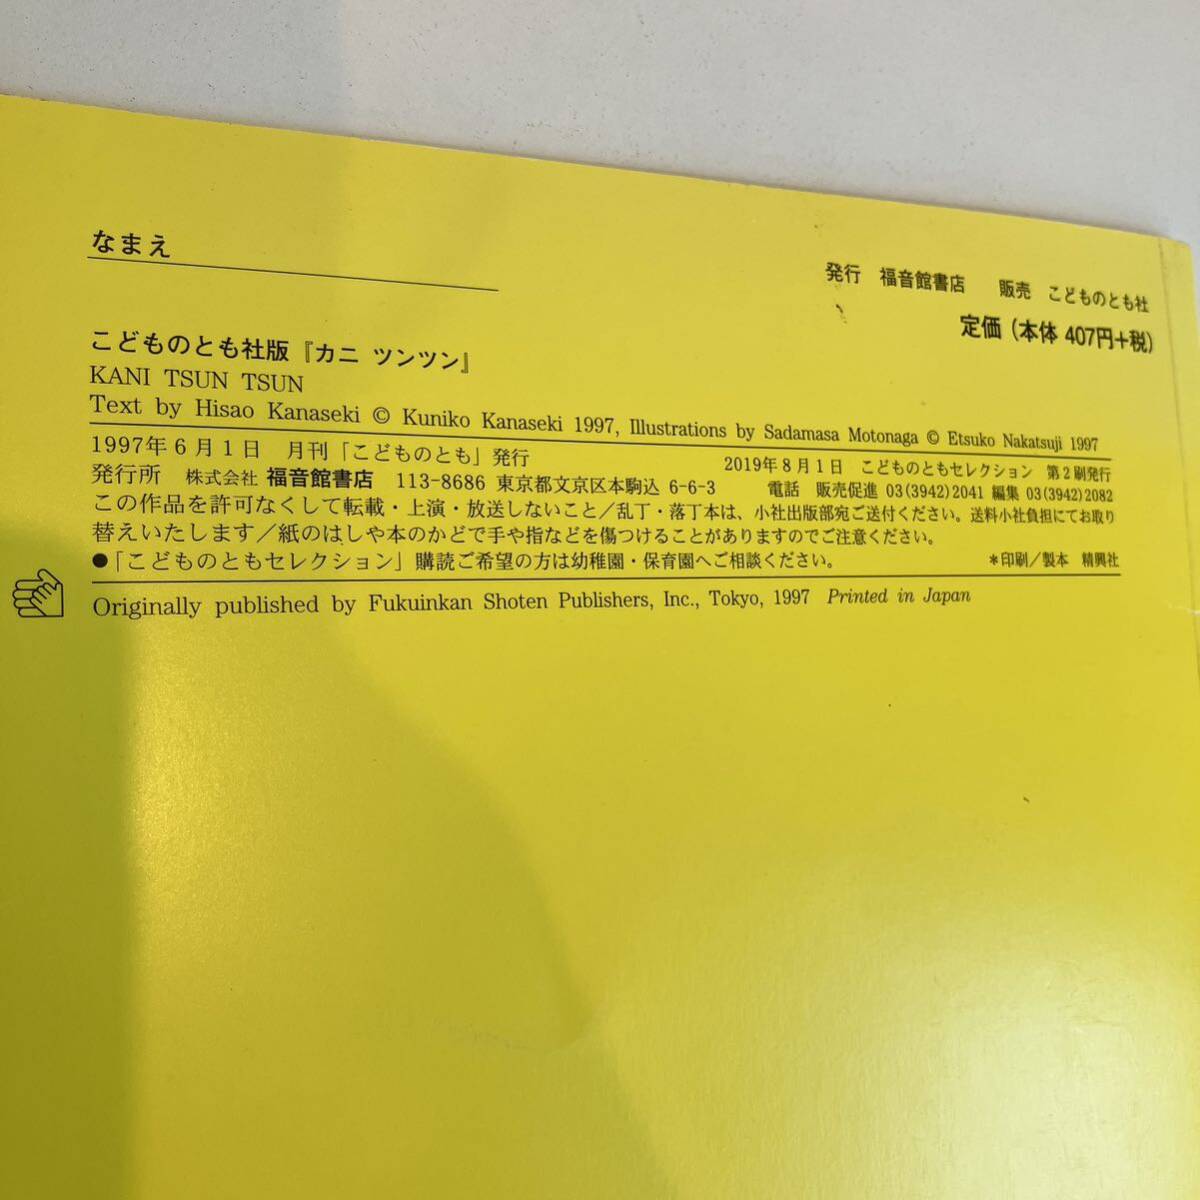 なまえ
発行 福音館書店 販売 こどものとも社
定価（本体 407円+税）
こどものとも社版『カニ ツンツン』
KANI TSUN TSUN
Text by Hisao Kanaseki © Kuniko Kanaseki 1997, Illustrations by Sadamasa Motonaga © Etsuko Nakatsuji 1997
1997年6月1日 月刊「こどものとも」発行 2019年8月1日 こどものともセレクション 第2刷発行
発行所 株式会社 福音館書店 113-8686 東京都文京区本駒込 6-6-3 電話 販売促進 03(3942)2041 編集 03(3942)2082
この作品を許可なくして転載・上演・放送しないこと／乱丁・落丁本は、小社出版部宛ご送付ください。送料小社負担にてお取り
替えいたします／紙のはしや本のかどで手や指などを傷つけることがありますのでご注意ください。
●「こどものともセレクション」購読ご希望の方は幼稚園・保育園へご相談ください。 *印刷／製本 精興社
Originally published by Fukuinkan Shoten Publishers, Inc., Tokyo, 1997 Printed in Japan